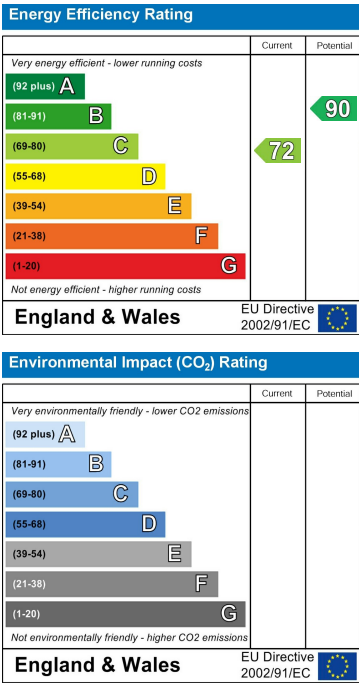 Energy Efficiency Rating
Current Potential
Very energy efficient - lower running costs
(92 plus) A
(81-91) B
90
(69-80) C
72
(55-68) D
(39-54) E
(21-38) F
(1-20) G
Not energy efficient - higher running costs
England & Wales
EU Directive
2002/91/EC
Environmental Impact (CO₂) Rating
Current Potential
Very environmentally friendly - lower CO2 emissions
(92 plus) A
(81-91) B
(69-80) C
(55-68) D
(39-54) E
(21-38) F
(1-20) G
Not environmentally friendly - higher CO2 emissions
England & Wales
EU Directive
2002/91/EC